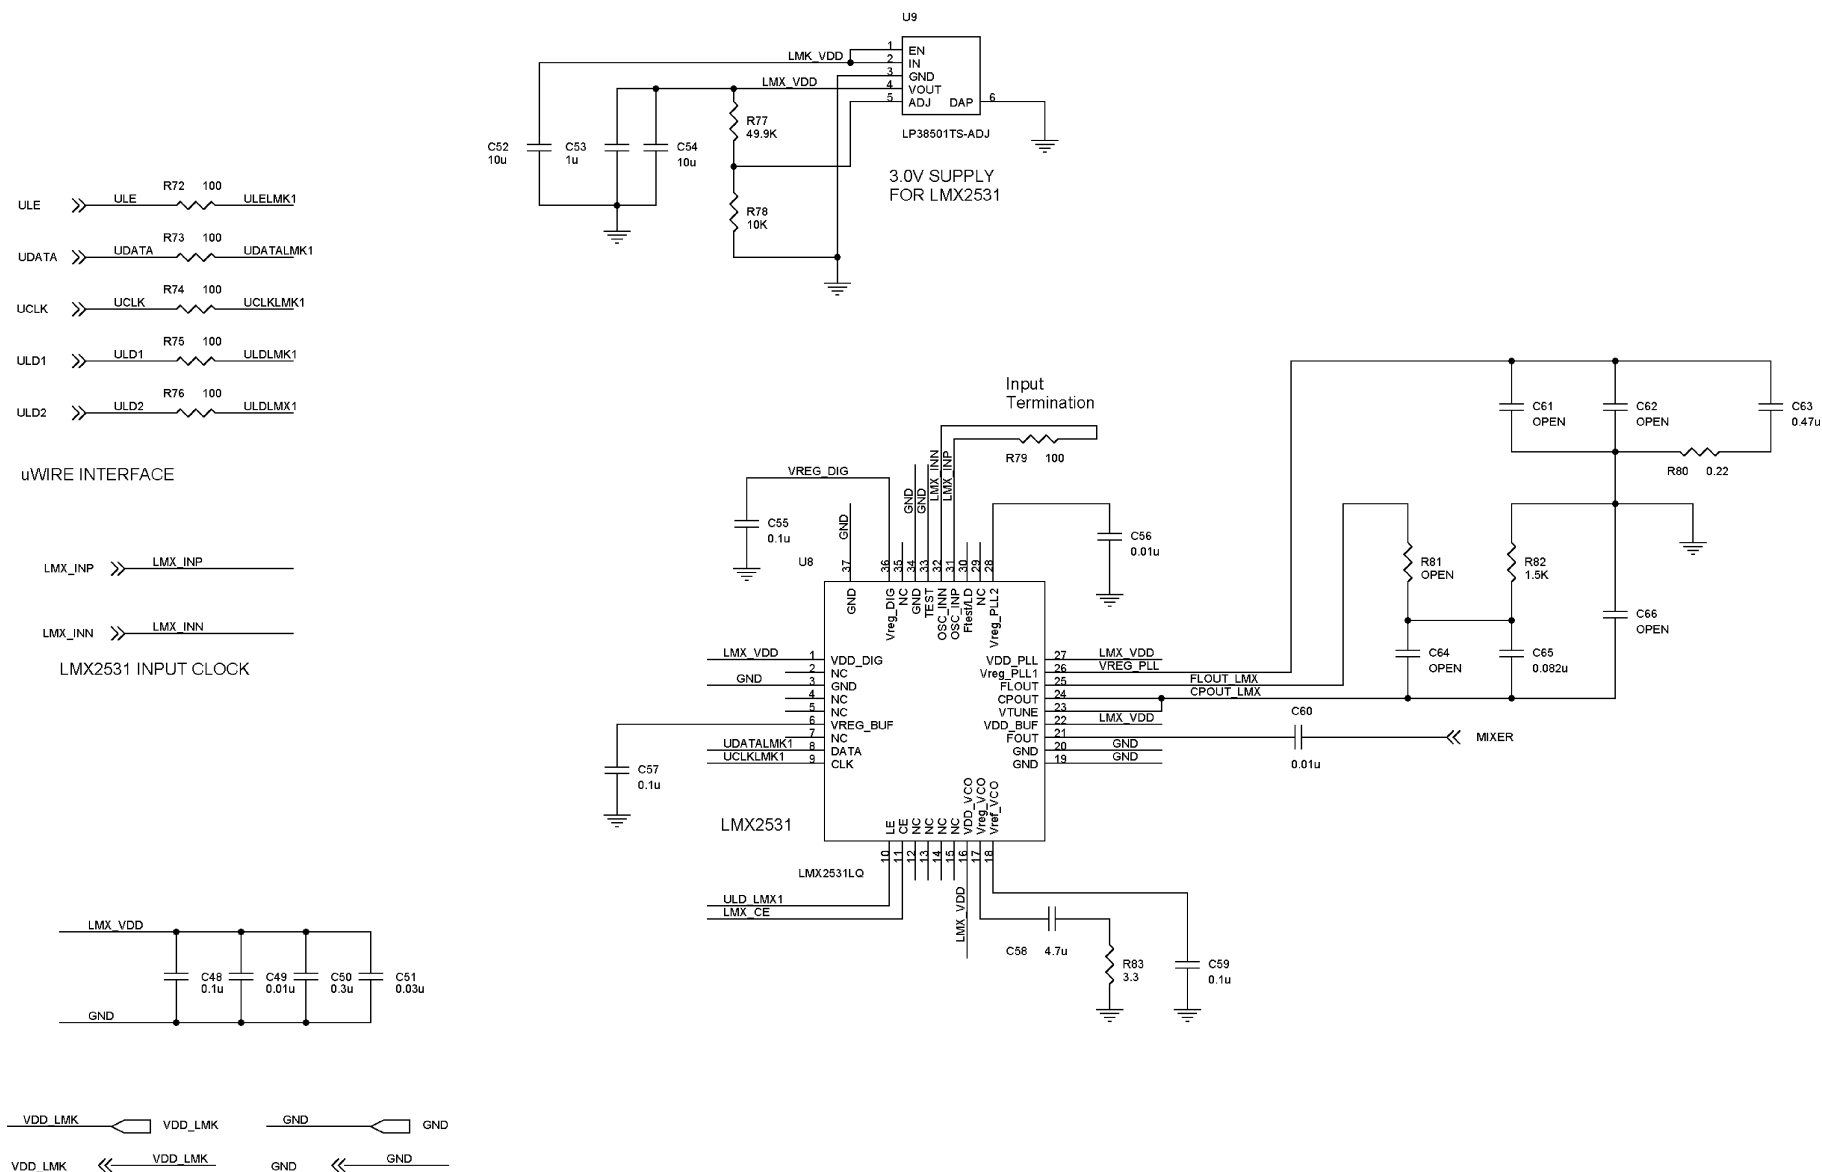 U9
LMK_VDD
LMX_VDD
1 EN
2 IN
3 GND
4 VOUT
5 ADJ DAP 6
LP38501TS-ADJ
3.0V SUPPLY
FOR LMX2531
C52
10u
C53
1u
C54
10u
R77
49.9K
R78
10K
R72 100
ULE ULE ULELMK1
R73 100
UDATA UDATA UDATALMK1
R74 100
UCLK UCLK UCLKLMK1
R75 100
ULD1 ULD1 ULDLMK1
R76 100
ULD2 ULD2 ULDLMX1
uWIRE INTERFACE
LMX_INP LMX_INP
LMX_INN LMX_INN
LMX2531 INPUT CLOCK
Input
Termination
R79 100
VREG_DIG
GND
GND
LMX_INN
LMX_INP
C55
0.1u
GND
C56
0.01u
U8
37 GND
36 Vreg_DIG
35 NC
34 GND
33 TEST
32 OSC_INN
31 OSC_INP
30 Ftest/LD
29 NC
28 Vreg_PLL2
LMX_VDD 1 VDD_DIG
2 NC
GND 3 GND
4 NC
5 NC
6 VREG_BUF
7 NC
UDATALMK1 8 DATA
UCLKLMK1 9 CLK
C57
0.1u
VDD_PLL 27 LMX_VDD
Vreg_PLL1 26 VREG_PLL
FLOUT 25 FLOUT_LMX
CPOUT 24 CPOUT_LMX
VTUNE 23
VDD_BUF 22 LMX_VDD
FOUT 21
GND 20 GND
GND 19 GND
C60
0.01u
MIXER
LE 10
CE 11
NC 12
NC 13
NC 14
NC 15
VDD_VCO 16
Vreg_VCO 17
Vref_VCO 18
LMX2531
LMX2531LQ
ULD_LMX1
LMX_CE
LMX_VDD
C58 4.7u
R83
3.3
C59
0.1u
C61
OPEN
C62
OPEN
C63
0.47u
R80 0.22
R81
OPEN
R82
1.5K
C64
OPEN
C65
0.082u
C66
OPEN
LMX_VDD
C48
0.1u
C49
0.01u
C50
0.3u
C51
0.03u
GND
VDD_LMK VDD_LMK
GND GND
VDD_LMK VDD_LMK
GND GND